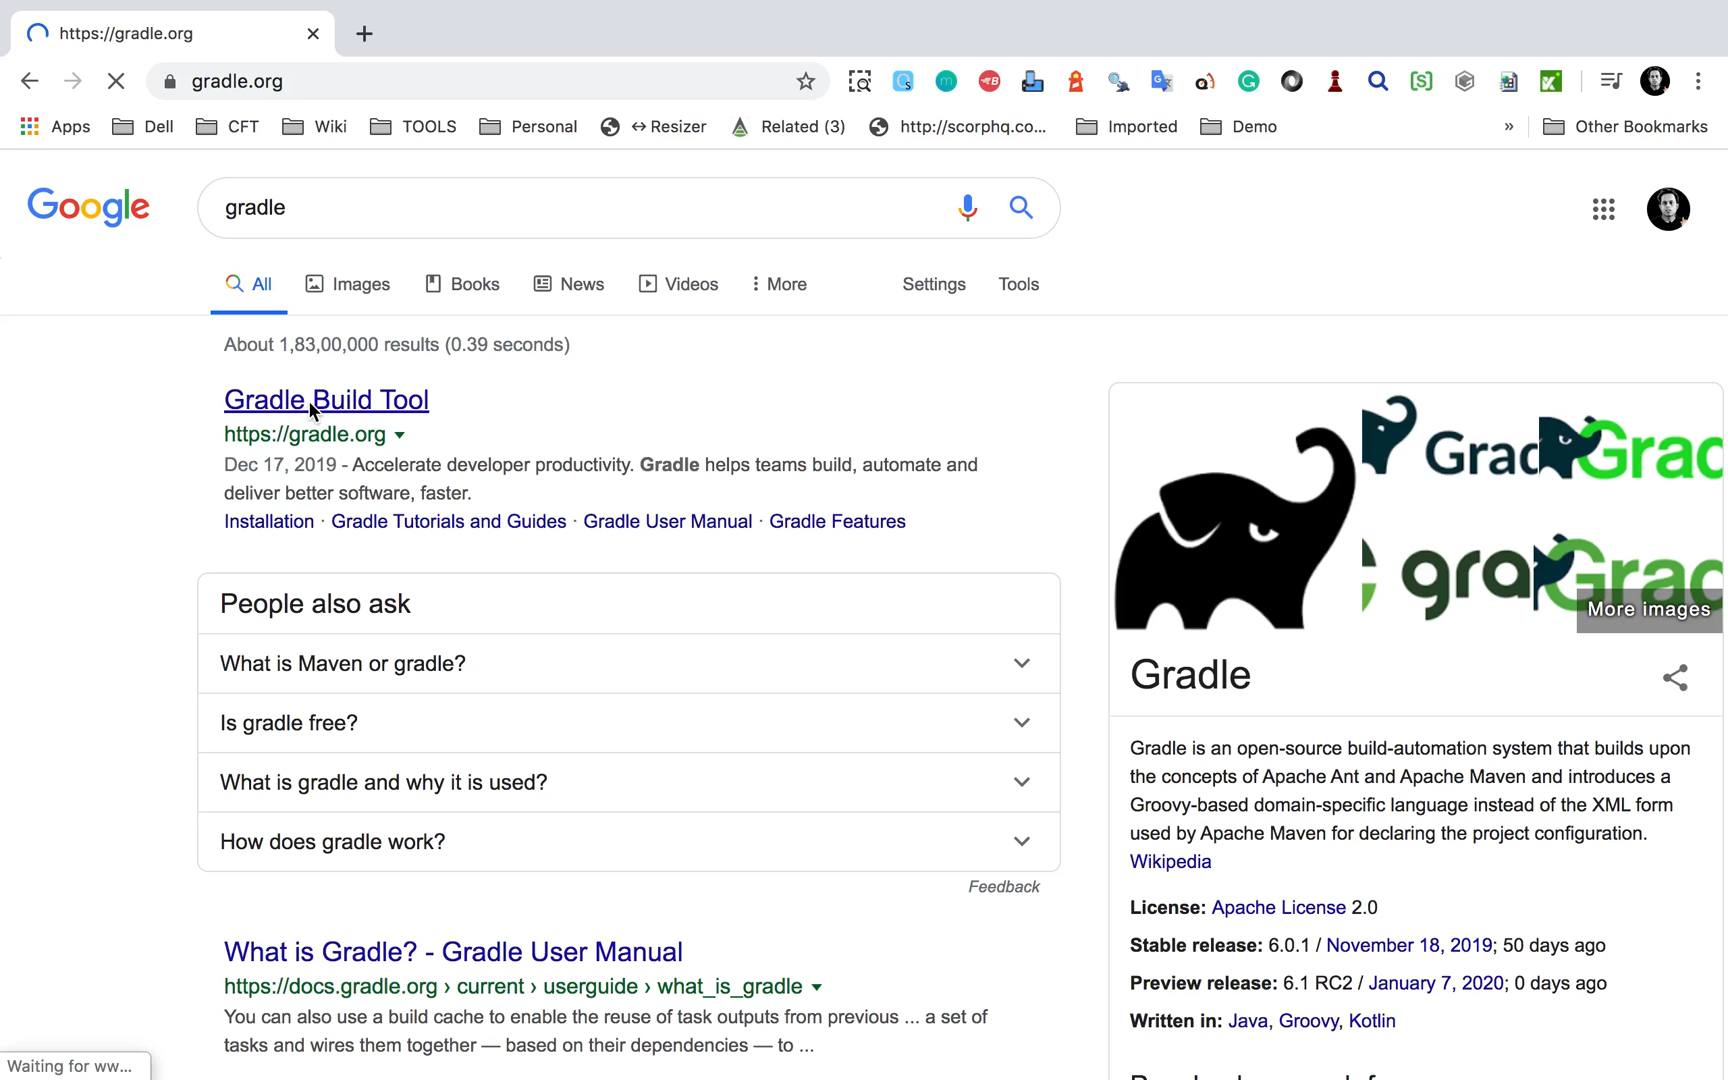 https://gradle.org
gradle.org
Apps Dell CFT Wiki TOOLS Personal ↔Resizer Related (3) http://scorphq.co... Imported Demo » Other Bookmarks
Google
gradle
All Images Books News Videos More Settings Tools
About 1,83,00,000 results (0.39 seconds)
Gradle Build Tool
https://gradle.org
Dec 17, 2019 - Accelerate developer productivity. Gradle helps teams build, automate and
deliver better software, faster.
Installation · Gradle Tutorials and Guides · Gradle User Manual · Gradle Features
People also ask
What is Maven or gradle?
Is gradle free?
What is gradle and why it is used?
How does gradle work?
Feedback
What is Gradle? - Gradle User Manual
https://docs.gradle.org › current › userguide › what_is_gradle
You can also use a build cache to enable the reuse of task outputs from previous ... a set of
tasks and wires them together — based on their dependencies — to ...
Waiting for ww...
Grad
Grad
gra
Grad
More images
Gradle
Gradle is an open-source build-automation system that builds upon
the concepts of Apache Ant and Apache Maven and introduces a
Groovy-based domain-specific language instead of the XML form
used by Apache Maven for declaring the project configuration.
Wikipedia
License: Apache License 2.0
Stable release: 6.0.1 / November 18, 2019; 50 days ago
Preview release: 6.1 RC2 / January 7, 2020; 0 days ago
Written in: Java, Groovy, Kotlin